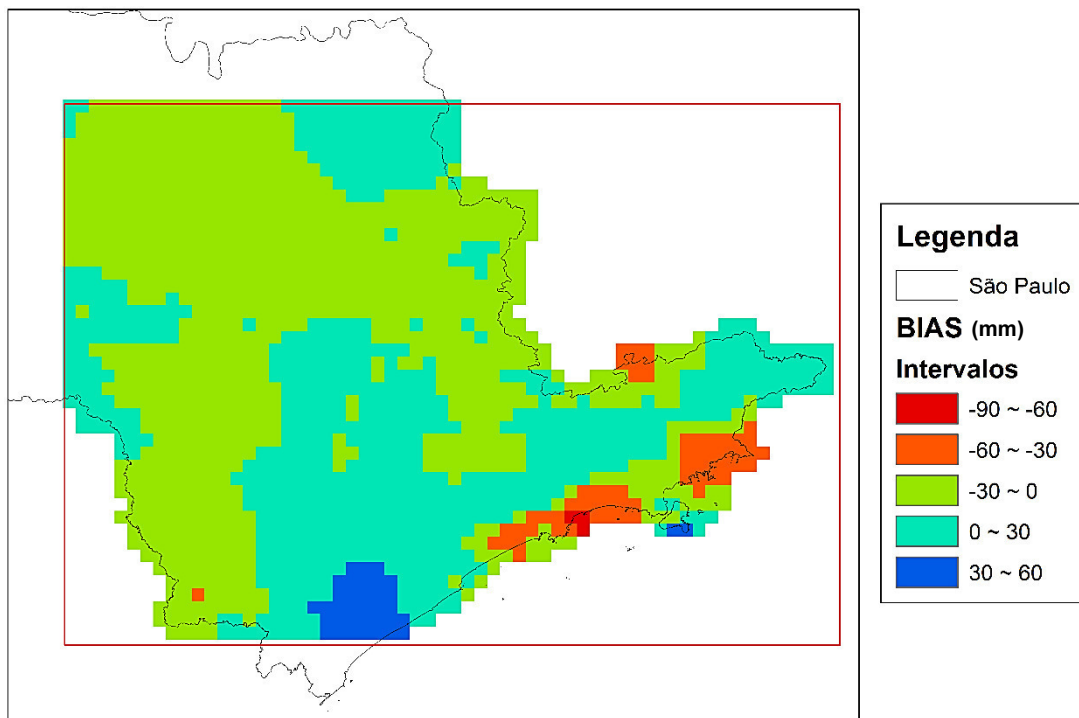 Legenda
São Paulo
BIAS (mm)
Intervalos
-90 ~ -60
-60 ~ -30
-30 ~ 0
0 ~ 30
30 ~ 60